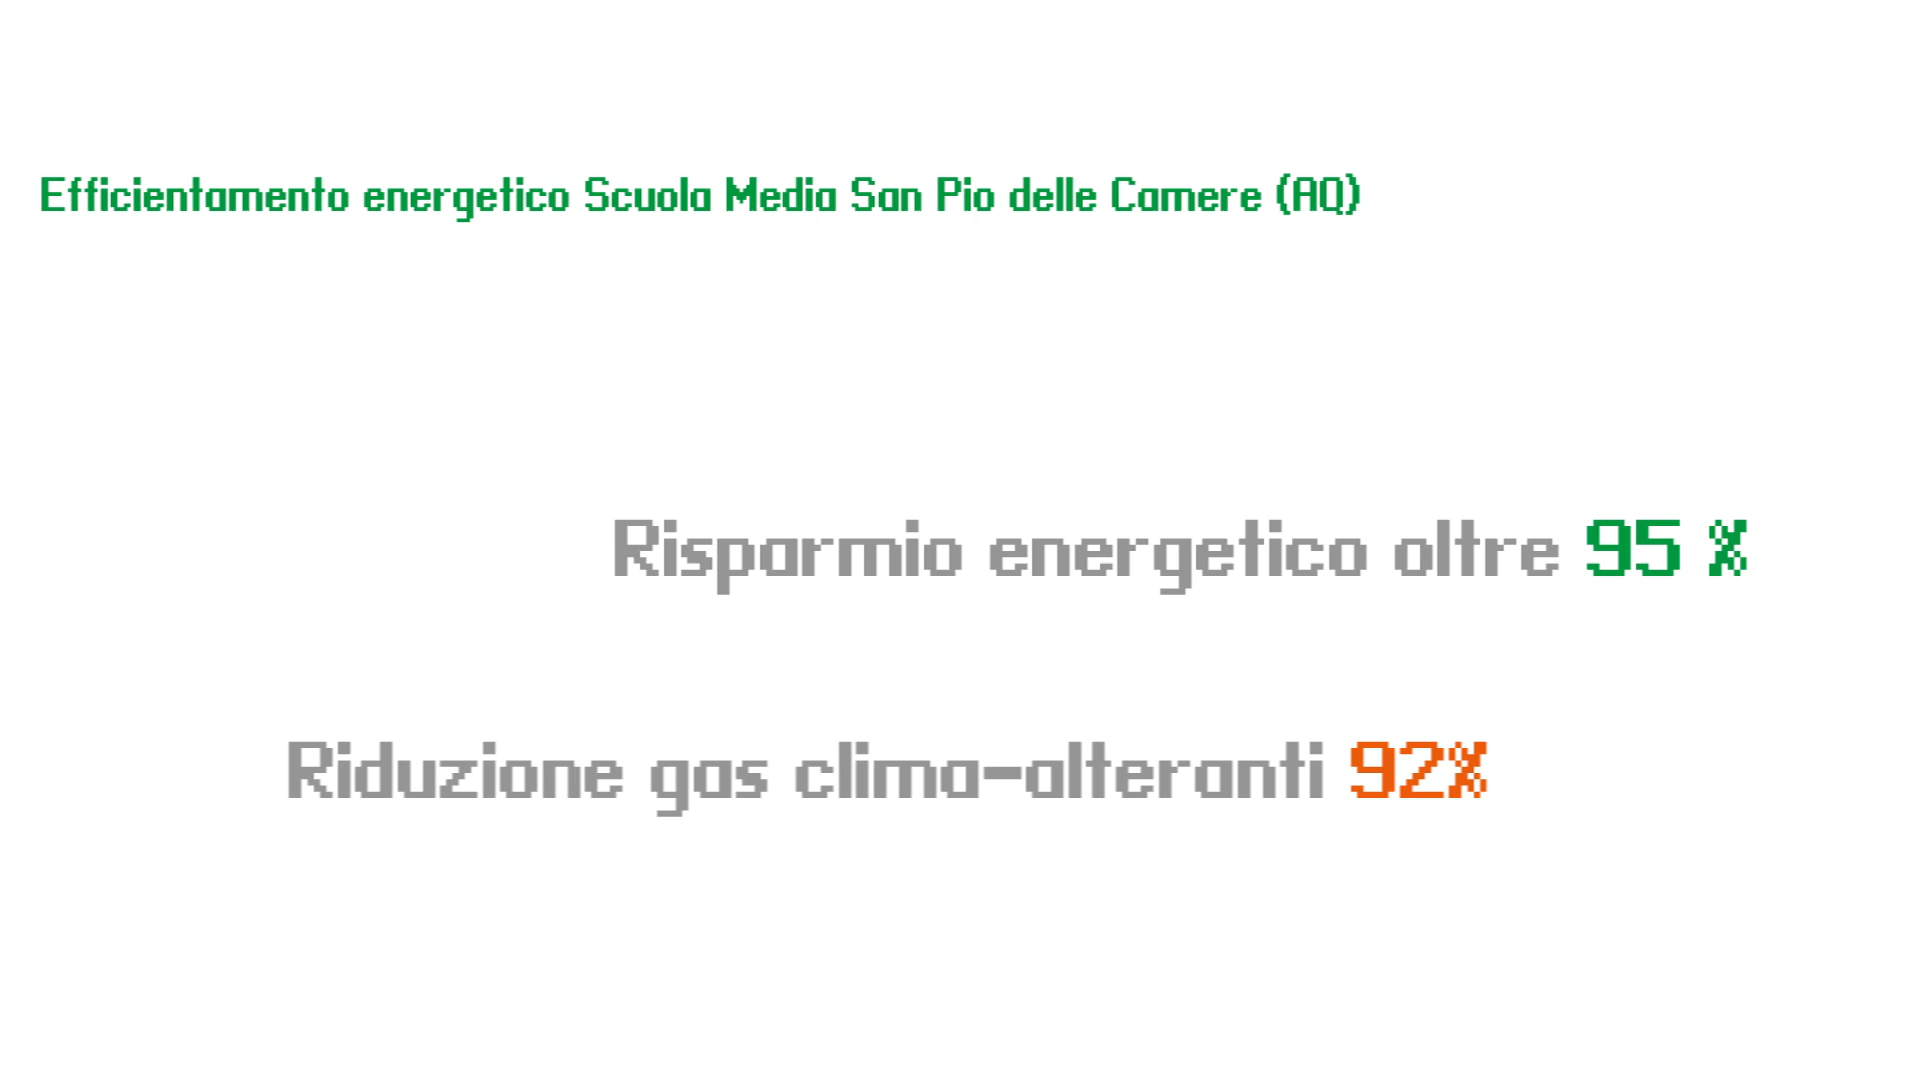 Efficientamento energetico Scuola Media San Pio delle Camere (AQ)
Risparmio energetico oltre 95 %
Riduzione gas clima-alteranti 92%